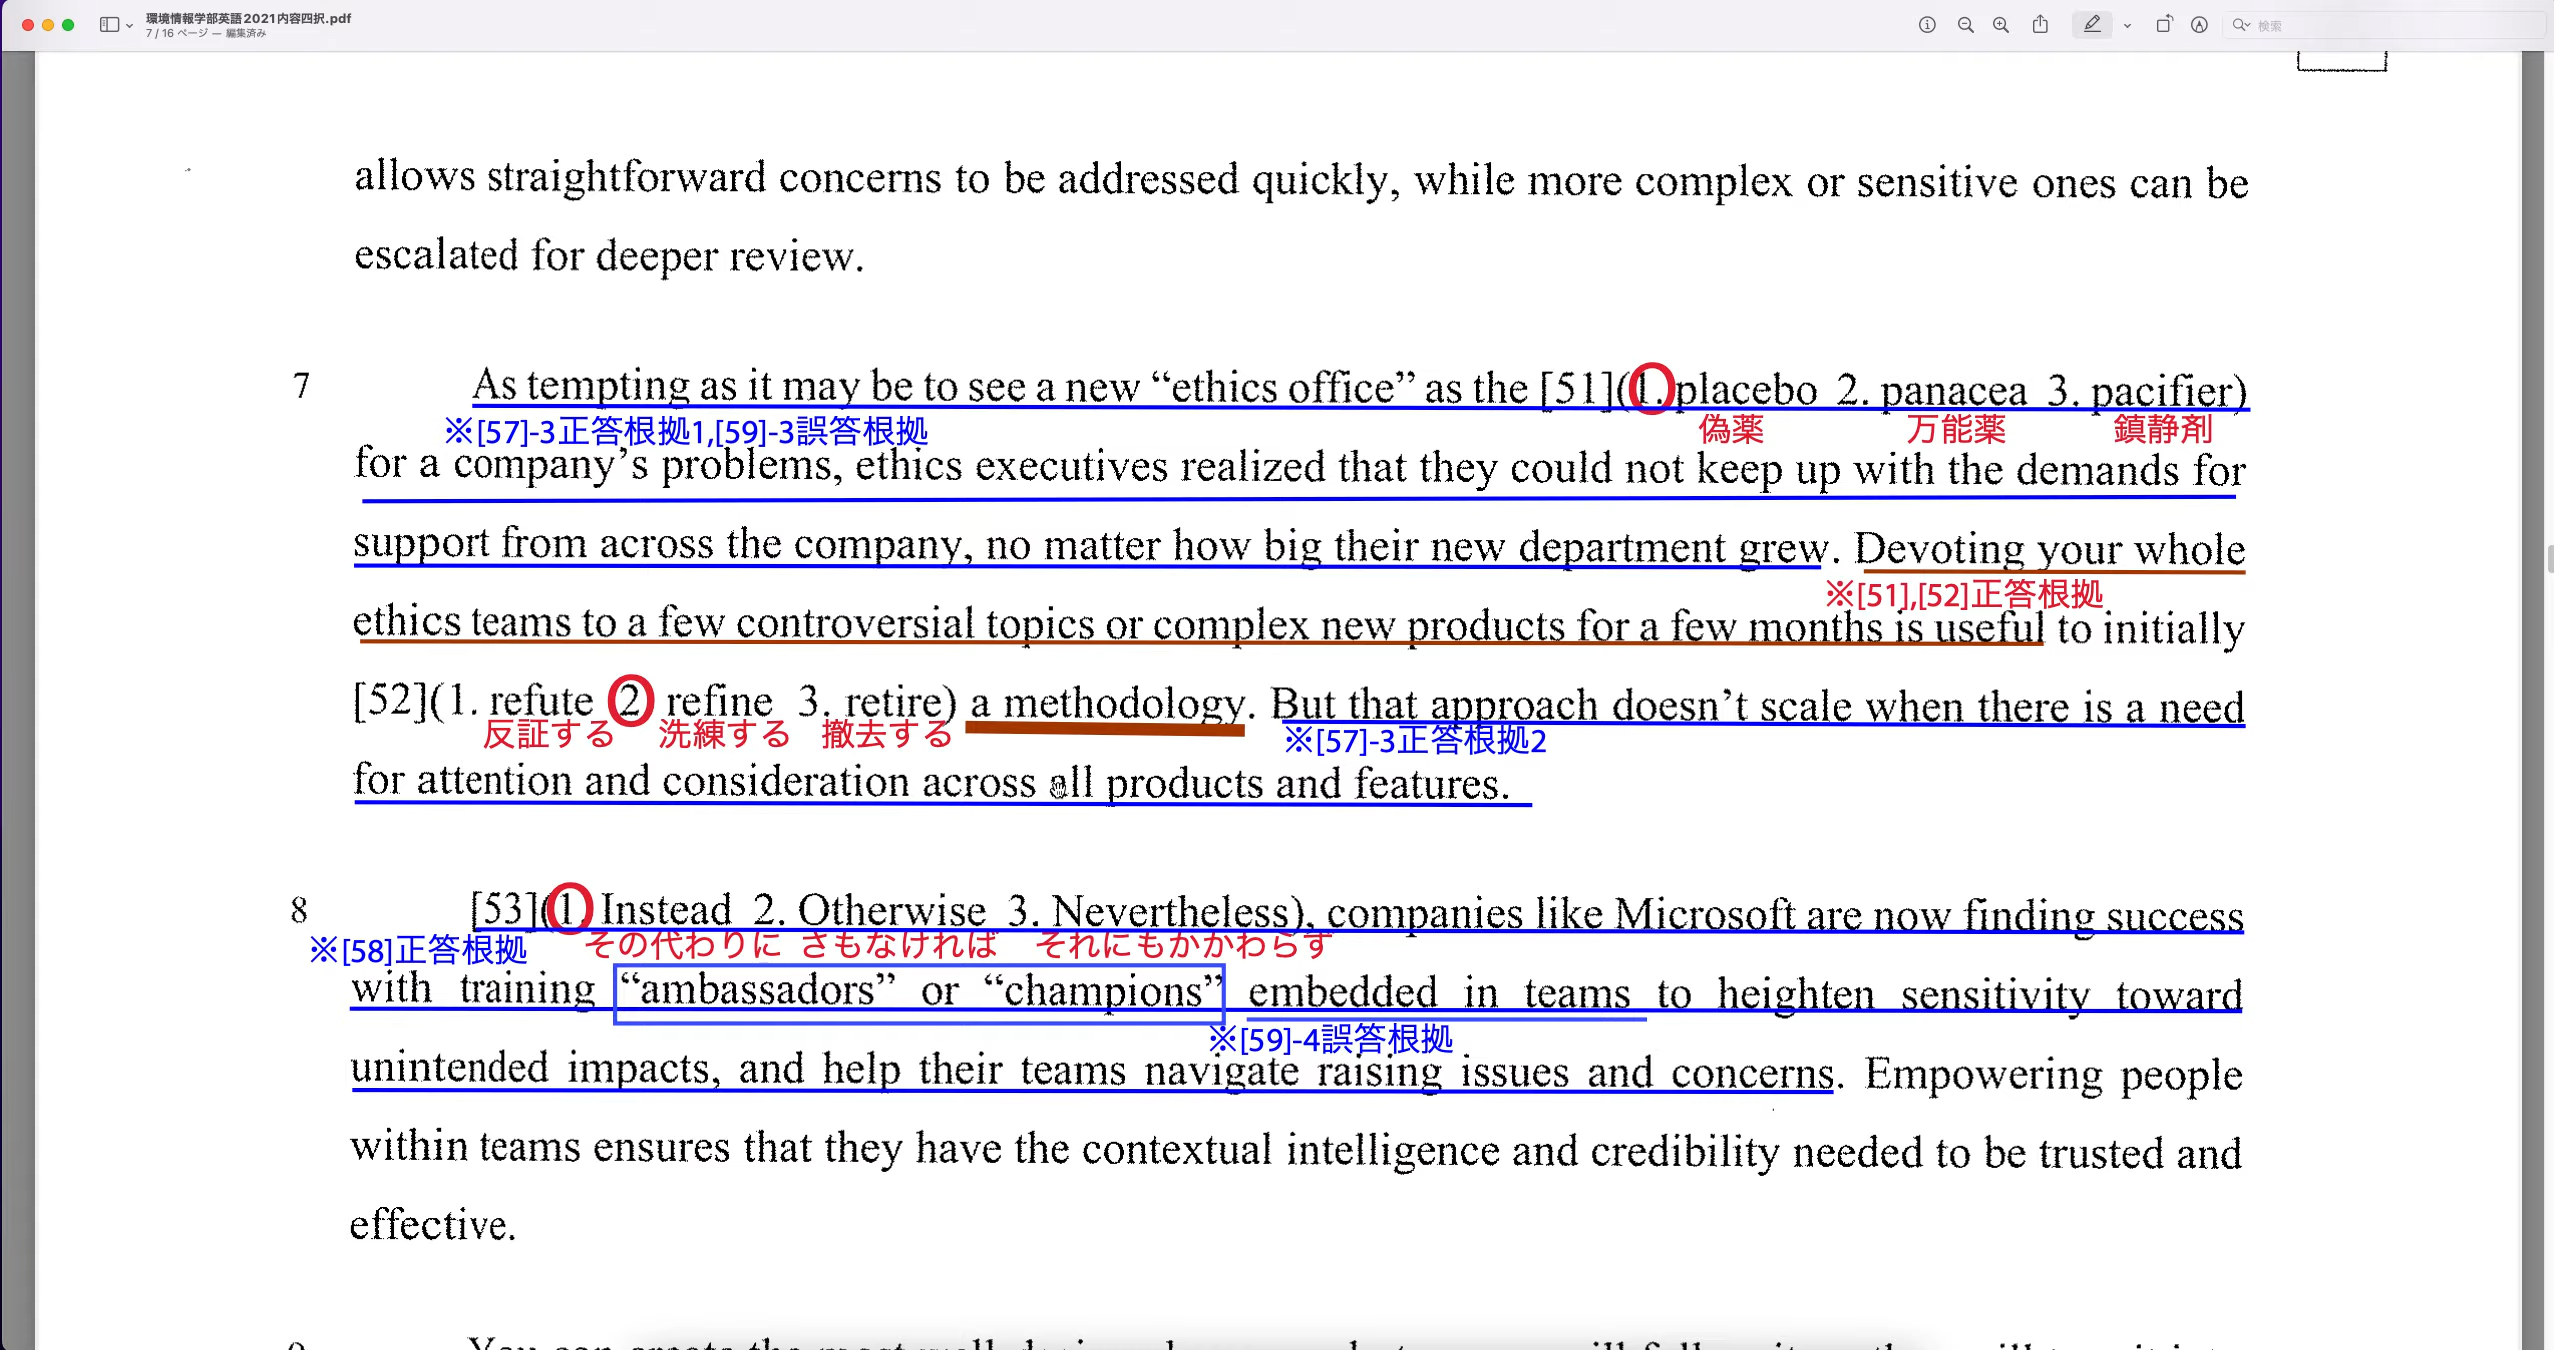 環境情報学部英語2021内容四択.pdf
7 / 16 ページ — 編集済み
検索
allows straightforward concerns to be addressed quickly, while more complex or sensitive ones can be
escalated for deeper review.
7 As tempting as it may be to see a new “ethics office” as the [51](1. placebo 2. panacea 3. pacifier)
※[57]-3正答根拠1,[59]-3誤答根拠 偽薬 万能薬 鎮静剤
for a company’s problems, ethics executives realized that they could not keep up with the demands for
support from across the company, no matter how big their new department grew. Devoting your whole
※[51],[52]正答根拠
ethics teams to a few controversial topics or complex new products for a few months is useful to initially
[52](1. refute 2 refine 3. retire) a methodology. But that approach doesn’t scale when there is a need
反証する 洗練する 撤去する ※[57]-3正答根拠2
for attention and consideration across all products and features.
8 [53](1. Instead 2. Otherwise 3. Nevertheless), companies like Microsoft are now finding success
※[58]正答根拠 その代わりに さもなければ それにもかかわらず
with training “ambassadors” or “champions” embedded in teams to heighten sensitivity toward
※[59]-4誤答根拠
unintended impacts, and help their teams navigate raising issues and concerns. Empowering people
within teams ensures that they have the contextual intelligence and credibility needed to be trusted and
effective.